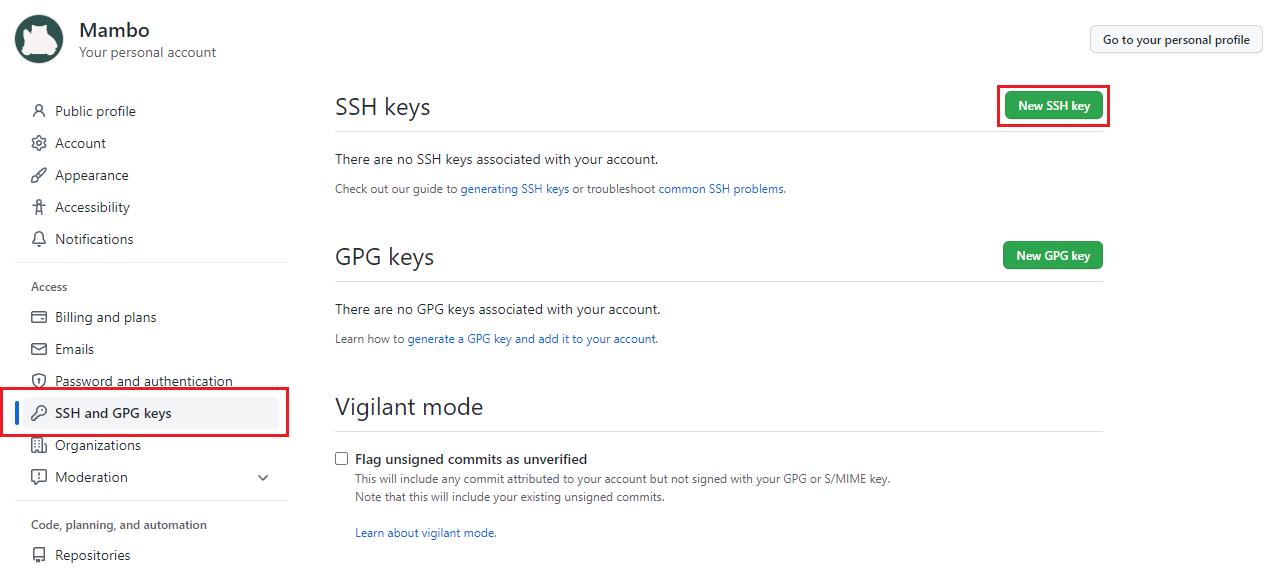 Mambo
Your personal account
Go to your personal profile
Public profile
Account
Appearance
Accessibility
Notifications
Access
Billing and plans
Emails
Password and authentication
SSH and GPG keys
Organizations
Moderation
Code, planning, and automation
Repositories
SSH keys
New SSH key
There are no SSH keys associated with your account.
Check out our guide to generating SSH keys or troubleshoot common SSH problems.
GPG keys
New GPG key
There are no GPG keys associated with your account.
Learn how to generate a GPG key and add it to your account.
Vigilant mode
Flag unsigned commits as unverified
This will include any commit attributed to your account but not signed with your GPG or S/MIME key.
Note that this will include your existing unsigned commits.
Learn about vigilant mode.